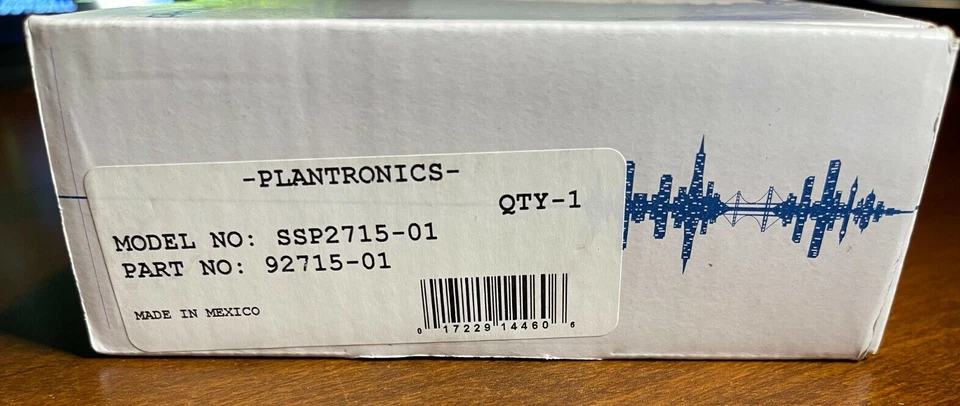 -PLANTRONICS-
QTY-1
MODEL NO: SSP2715-01
PART NO: 92715-01
MADE IN MEXICO
0 17229 14460 6